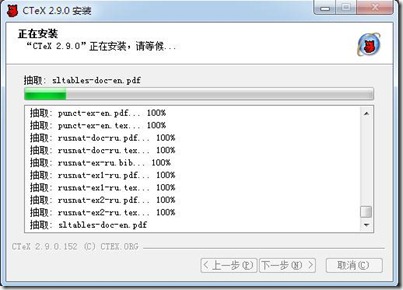 CTeX 2.9.0 安装
正在安装
“CTeX 2.9.0”正在安装，请等候...
抽取: sltables-doc-en.pdf
抽取: punct-ex-en.pdf... 100%
抽取: punct-ex-en.tex... 100%
抽取: rusnat-doc-ru.pdf... 100%
抽取: rusnat-doc-ru.tex... 100%
抽取: rusnat-ex-ru.bib... 100%
抽取: rusnat-ex1-ru.pdf... 100%
抽取: rusnat-ex1-ru.tex... 100%
抽取: rusnat-ex2-ru.pdf... 100%
抽取: rusnat-ex2-ru.tex... 100%
抽取: sltables-doc-en.pdf
CTeX 2.9.0.152 (C) CTEX.ORG
< 上一步(P) 下一步(N) > 取消(C)